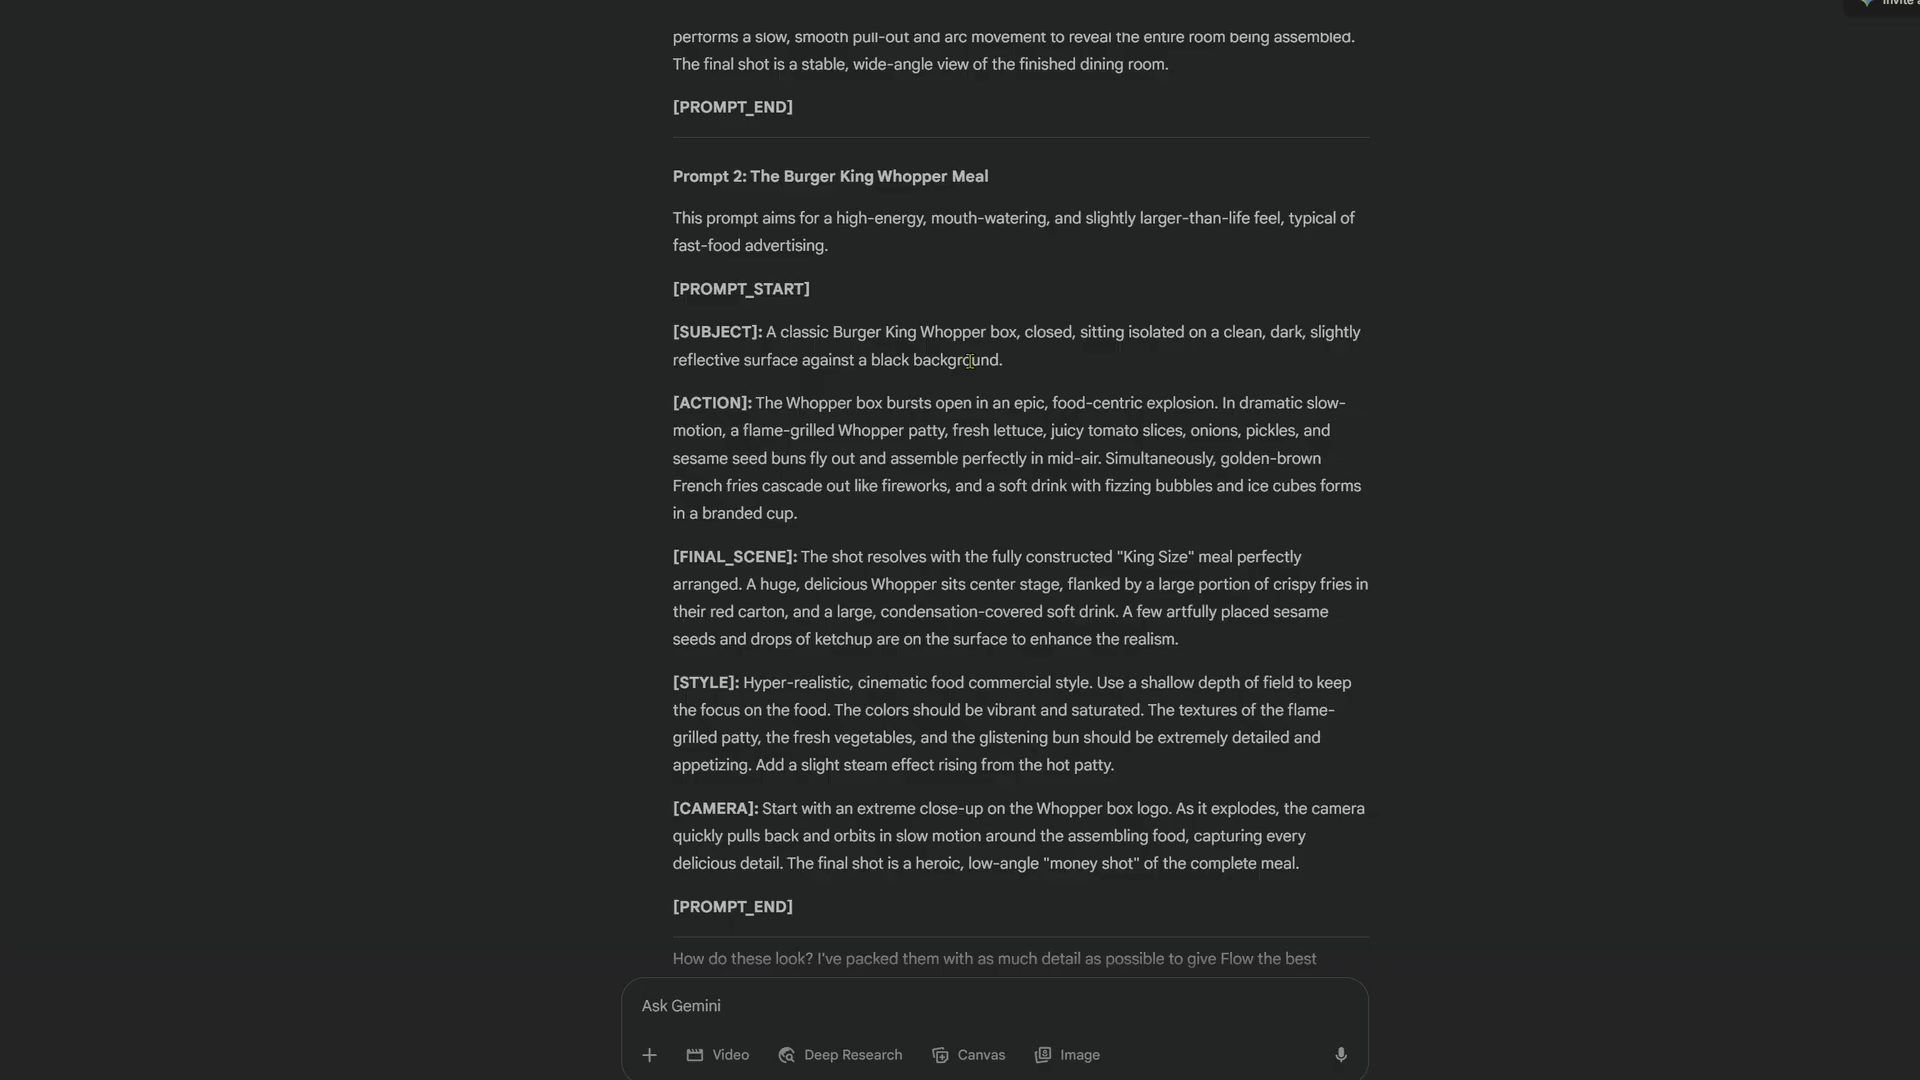 Invite a
performs a slow, smooth pull-out and arc movement to reveal the entire room being assembled.
The final shot is a stable, wide-angle view of the finished dining room.
[PROMPT_END]
Prompt 2: The Burger King Whopper Meal
This prompt aims for a high-energy, mouth-watering, and slightly larger-than-life feel, typical of
fast-food advertising.
[PROMPT_START]
[SUBJECT]: A classic Burger King Whopper box, closed, sitting isolated on a clean, dark, slightly
reflective surface against a black background.
[ACTION]: The Whopper box bursts open in an epic, food-centric explosion. In dramatic slow-
motion, a flame-grilled Whopper patty, fresh lettuce, juicy tomato slices, onions, pickles, and
sesame seed buns fly out and assemble perfectly in mid-air. Simultaneously, golden-brown
French fries cascade out like fireworks, and a soft drink with fizzing bubbles and ice cubes forms
in a branded cup.
[FINAL_SCENE]: The shot resolves with the fully constructed "King Size" meal perfectly
arranged. A huge, delicious Whopper sits center stage, flanked by a large portion of crispy fries in
their red carton, and a large, condensation-covered soft drink. A few artfully placed sesame
seeds and drops of ketchup are on the surface to enhance the realism.
[STYLE]: Hyper-realistic, cinematic food commercial style. Use a shallow depth of field to keep
the focus on the food. The colors should be vibrant and saturated. The textures of the flame-
grilled patty, the fresh vegetables, and the glistening bun should be extremely detailed and
appetizing. Add a slight steam effect rising from the hot patty.
[CAMERA]: Start with an extreme close-up on the Whopper box logo. As it explodes, the camera
quickly pulls back and orbits in slow motion around the assembling food, capturing every
delicious detail. The final shot is a heroic, low-angle "money shot" of the complete meal.
[PROMPT_END]
How do these look? I've packed them with as much detail as possible to give Flow the best
Ask Gemini
Video Deep Research Canvas Image